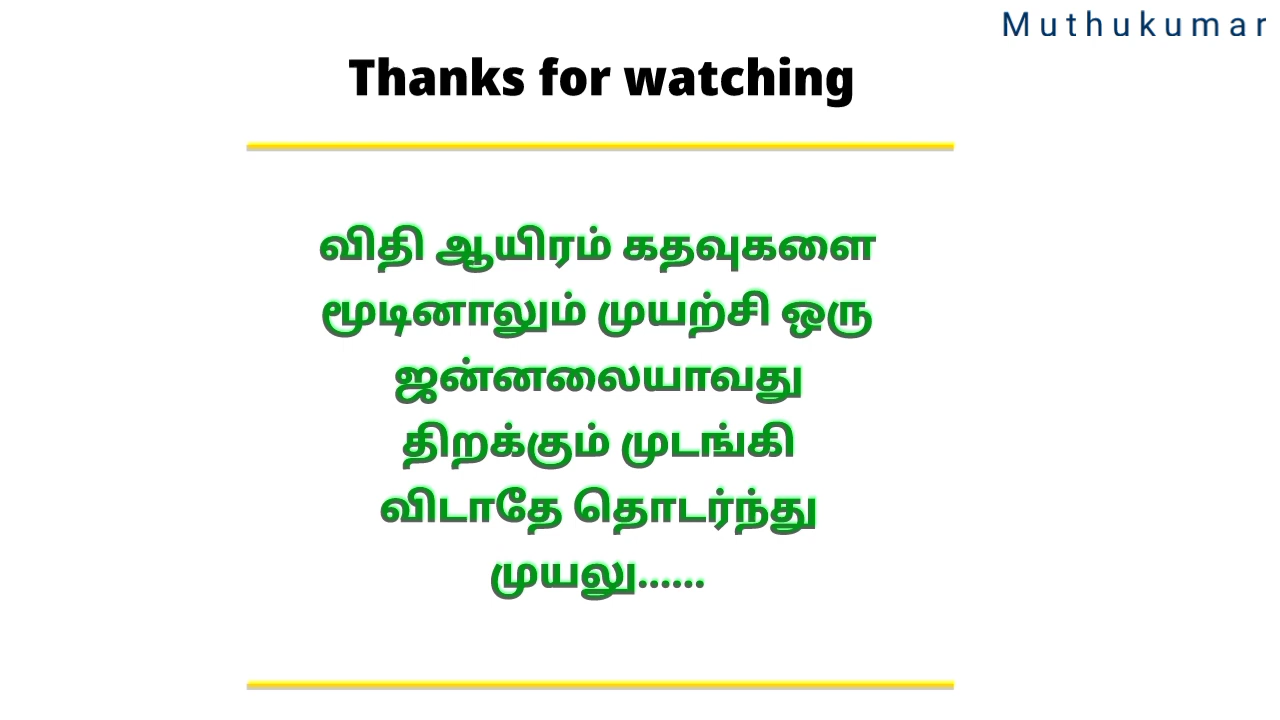 Muthukumar
Thanks for watching
விதி ஆயிரம் கதவுகளை
மூடினாலும் முயற்சி ஒரு
ஜன்னலையாவது
திறக்கும் முடங்கி
விடாதே தொடர்ந்து
முயலு......